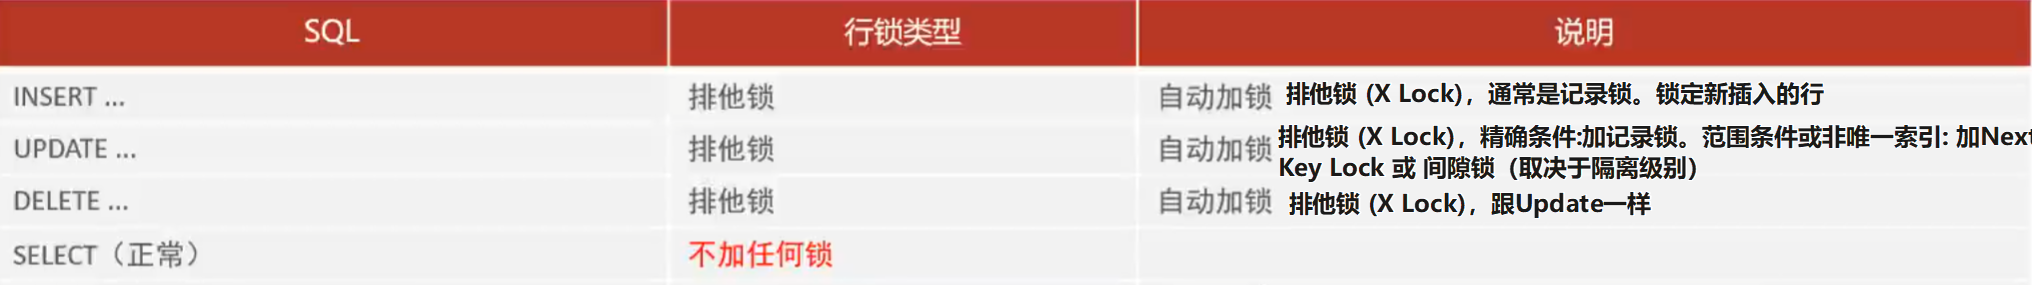 SQL 行锁类型 说明
INSERT ... 排他锁 自动加锁 排他锁 (X Lock)，通常是记录锁。锁定新插入的行
UPDATE ... 排他锁 自动加锁 排他锁 (X Lock)，精确条件:加记录锁。范围条件或非唯一索引: 加Next
Key Lock 或 间隙锁（取决于隔离级别）
DELETE ... 排他锁 自动加锁 排他锁 (X Lock)，跟Update一样
SELECT（正常） 不加任何锁